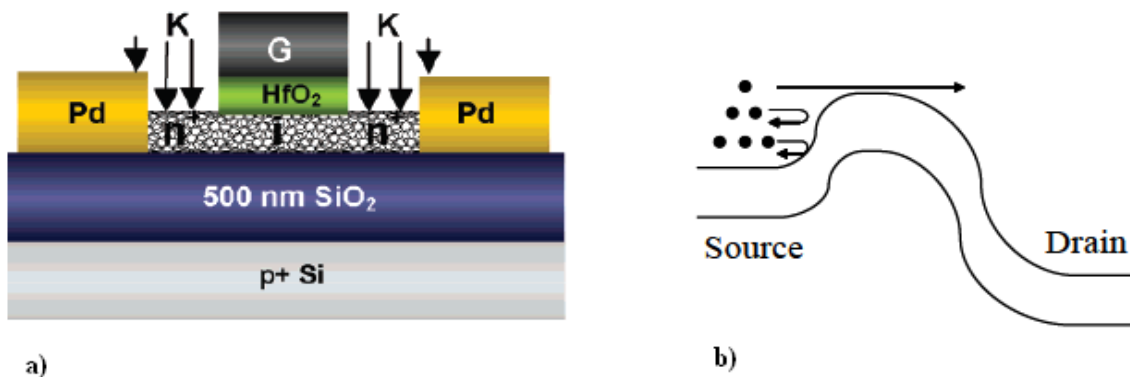 K K
G
HfO₂
Pd n⁺ i n⁺ Pd
500 nm SiO₂
p+ Si
a)
Source
Drain
b)